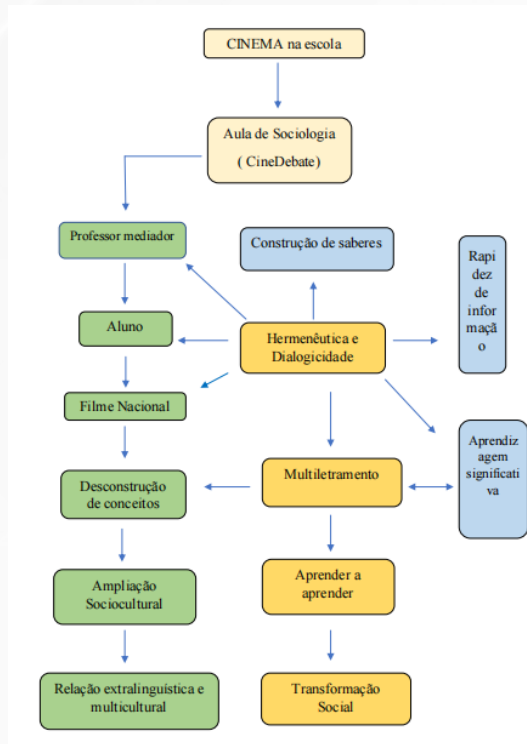 CINEMA na escola
Aula de Sociologia
( CineDebate)
Professor mediador
Construção de saberes
Rapi
dez
de
infor
maçã
o
Aluno
Hermenêutica e
Dialogicidade
Filme Nacional
Desconstrução
de conceitos
Multiletramento
Aprendiz
agem
significati
va
Ampliação
Sociocultural
Aprender a
aprender
Relação extralinguística e
multicultural
Transformação
Social